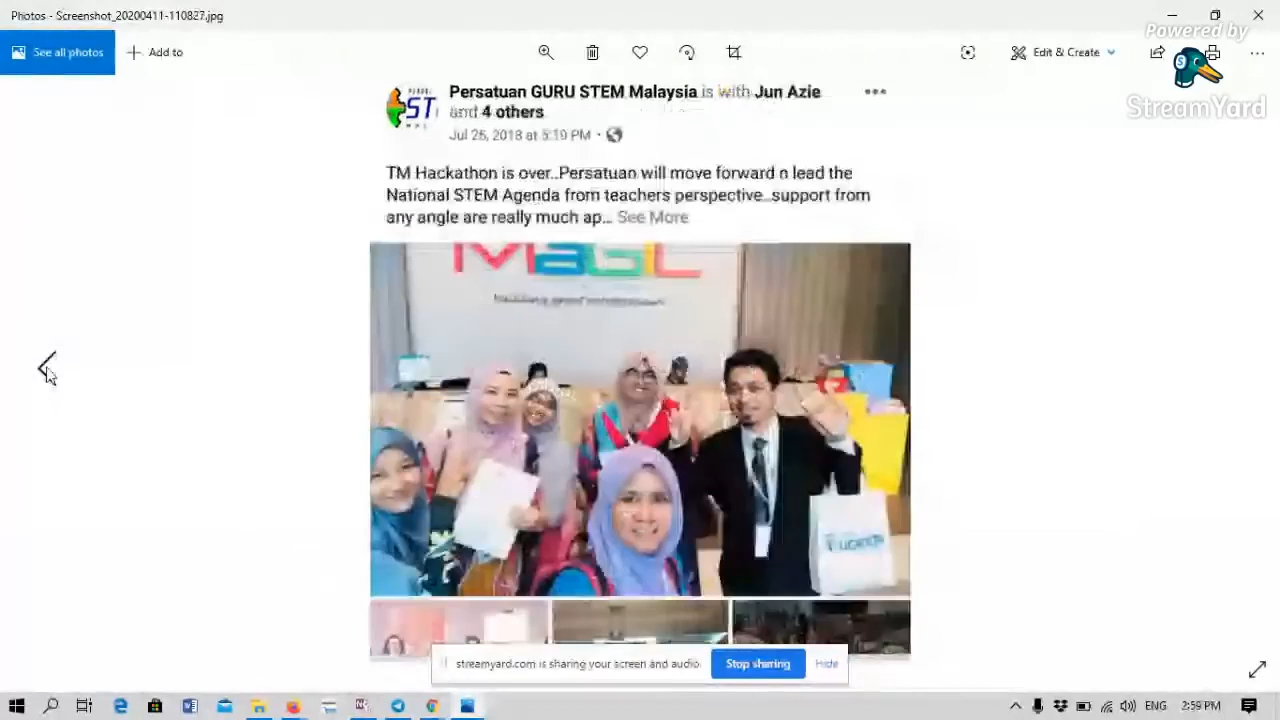 Photos - Screenshot_20200411-110827.jpg
Powered by
StreamYard
See all photos
Add to
Edit & Create
Persatuan GURU STEM Malaysia is with Jun Azie
and 4 others
Jul 26, 2018 at 5:19 PM
TM Hackathon is over..Persatuan will move forward n lead the
National STEM Agenda from teachers perspective..support from
any angle are really much ap... See More
MaGIC
streamyard.com is sharing your screen and audio.
Stop sharing
Hide
ENG
2:59 PM